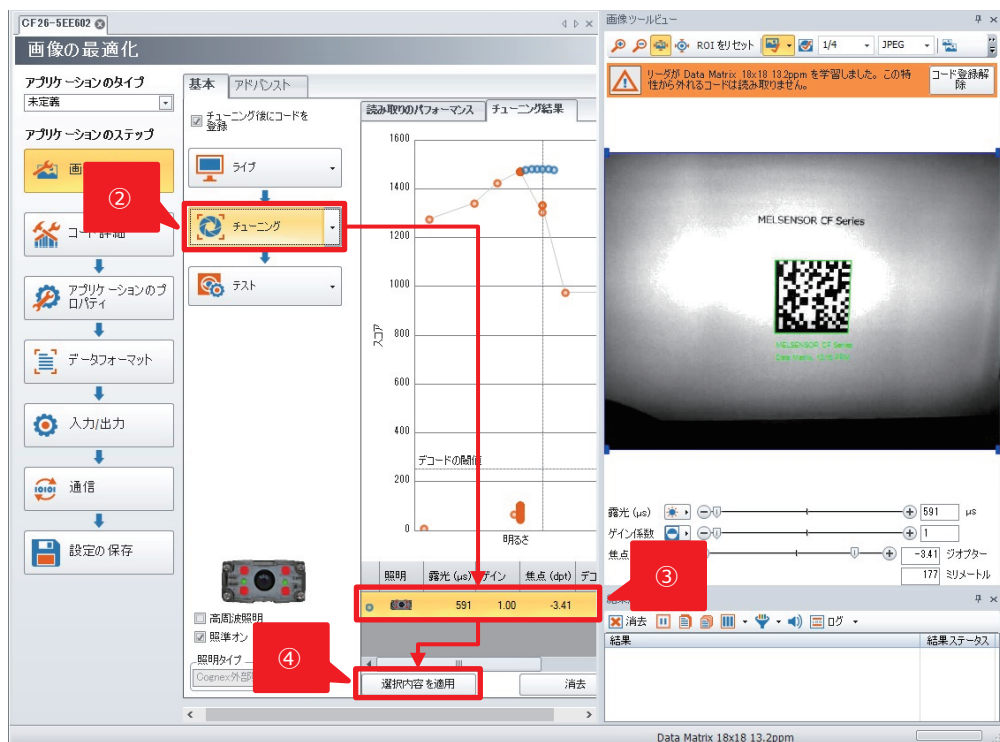 CF26-5EE602
画像の最適化
アプリケーションのタイプ
未定義
アプリケーションのステップ
画
②
コード詳細
アプリケーションのプ
ロパティ
データフォーマット
入力/出力
通信
設定の保存
基本
アドバンスト
チューニング後にコードを
登録
ライブ
チューニング
テスト
高周波照明
照準オン
照明タイプ
Cognex外部
④
読み取りのパフォーマンス
チューニング結果
1600
1400
1200
1000
800
600
400
200
0
スコア
デコードの閾値
明るさ
照明
露光 (μs)
ゲイン
焦点 (dpt)
デコ
591
1.00
-3.41
③
選択内容を適用
消去
画像ツールビュー
ROI をリセット
1/4
JPEG
リーダが Data Matrix 18x18 13.2ppm を学習しました。この特
性から外れるコードは読み取りません。
コード登録解
除
MELSENSOR CF Series
MELSENSOR CF Series
露光 (μs)
591
μs
ゲイン係数
1
焦点
-3.41
ジオプター
177
ミリメートル
消去
ログ
結果
結果ステータス
Data Matrix 18x18 13.2ppm